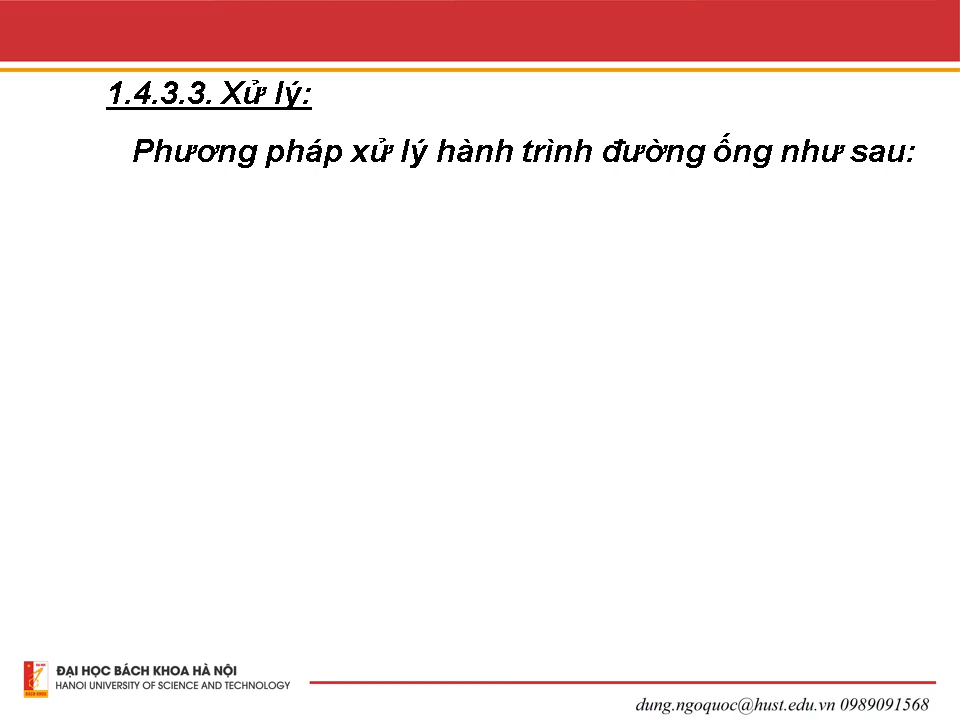 1.4.3.3. Xử lý:
Phương pháp xử lý hành trình đường ống như sau:
ĐẠI HỌC BÁCH KHOA HÀ NỘI
HANOI UNIVERSITY OF SCIENCE AND TECHNOLOGY
dung.ngoquoc@hust.edu.vn 0989091568